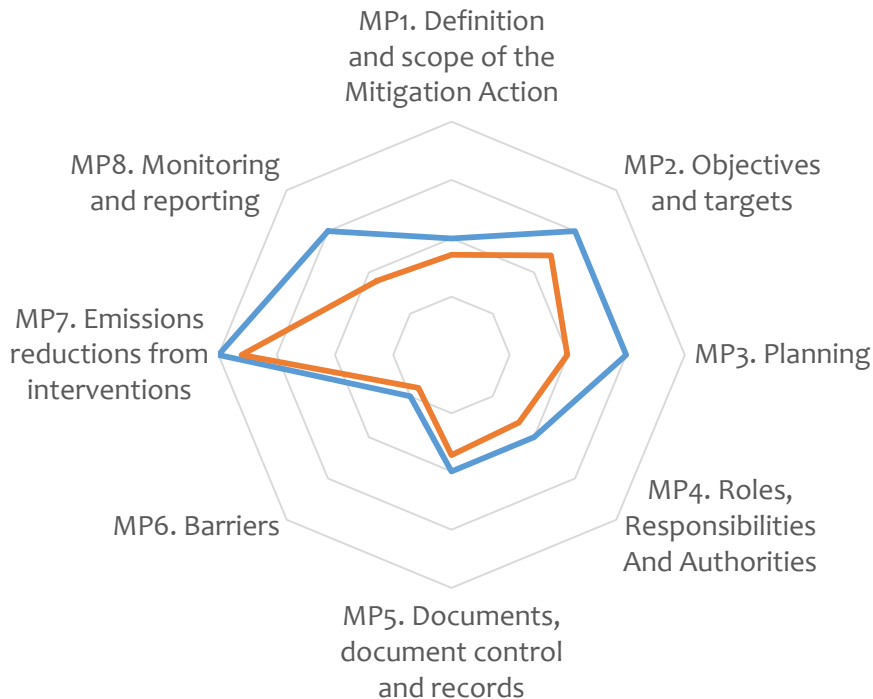 MP1. Definition
and scope of the
Mitigation Action
MP2. Objectives
and targets
MP3. Planning
MP4. Roles,
Responsibilities
And Authorities
MP5. Documents,
document control
and records
MP6. Barriers
MP7. Emissions
reductions from
interventions
MP8. Monitoring
and reporting